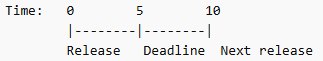 Time:   0        5        10
        |--------|--------|
        Release   Deadline  Next release